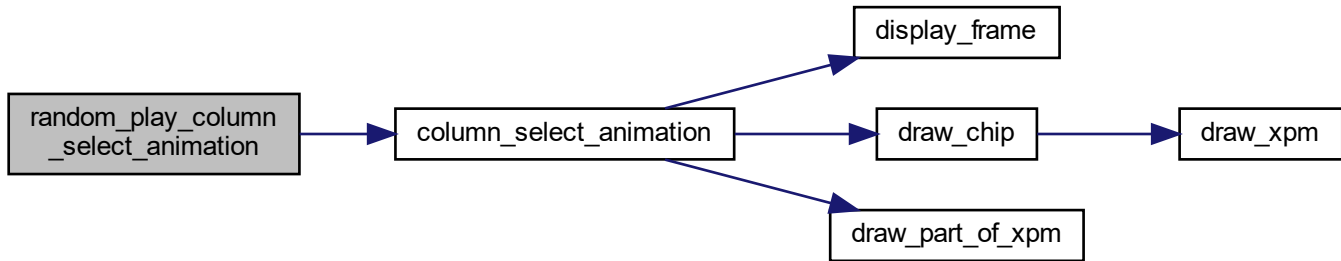 random_play_column
_select_animation
column_select_animation
display_frame
draw_chip
draw_xpm
draw_part_of_xpm